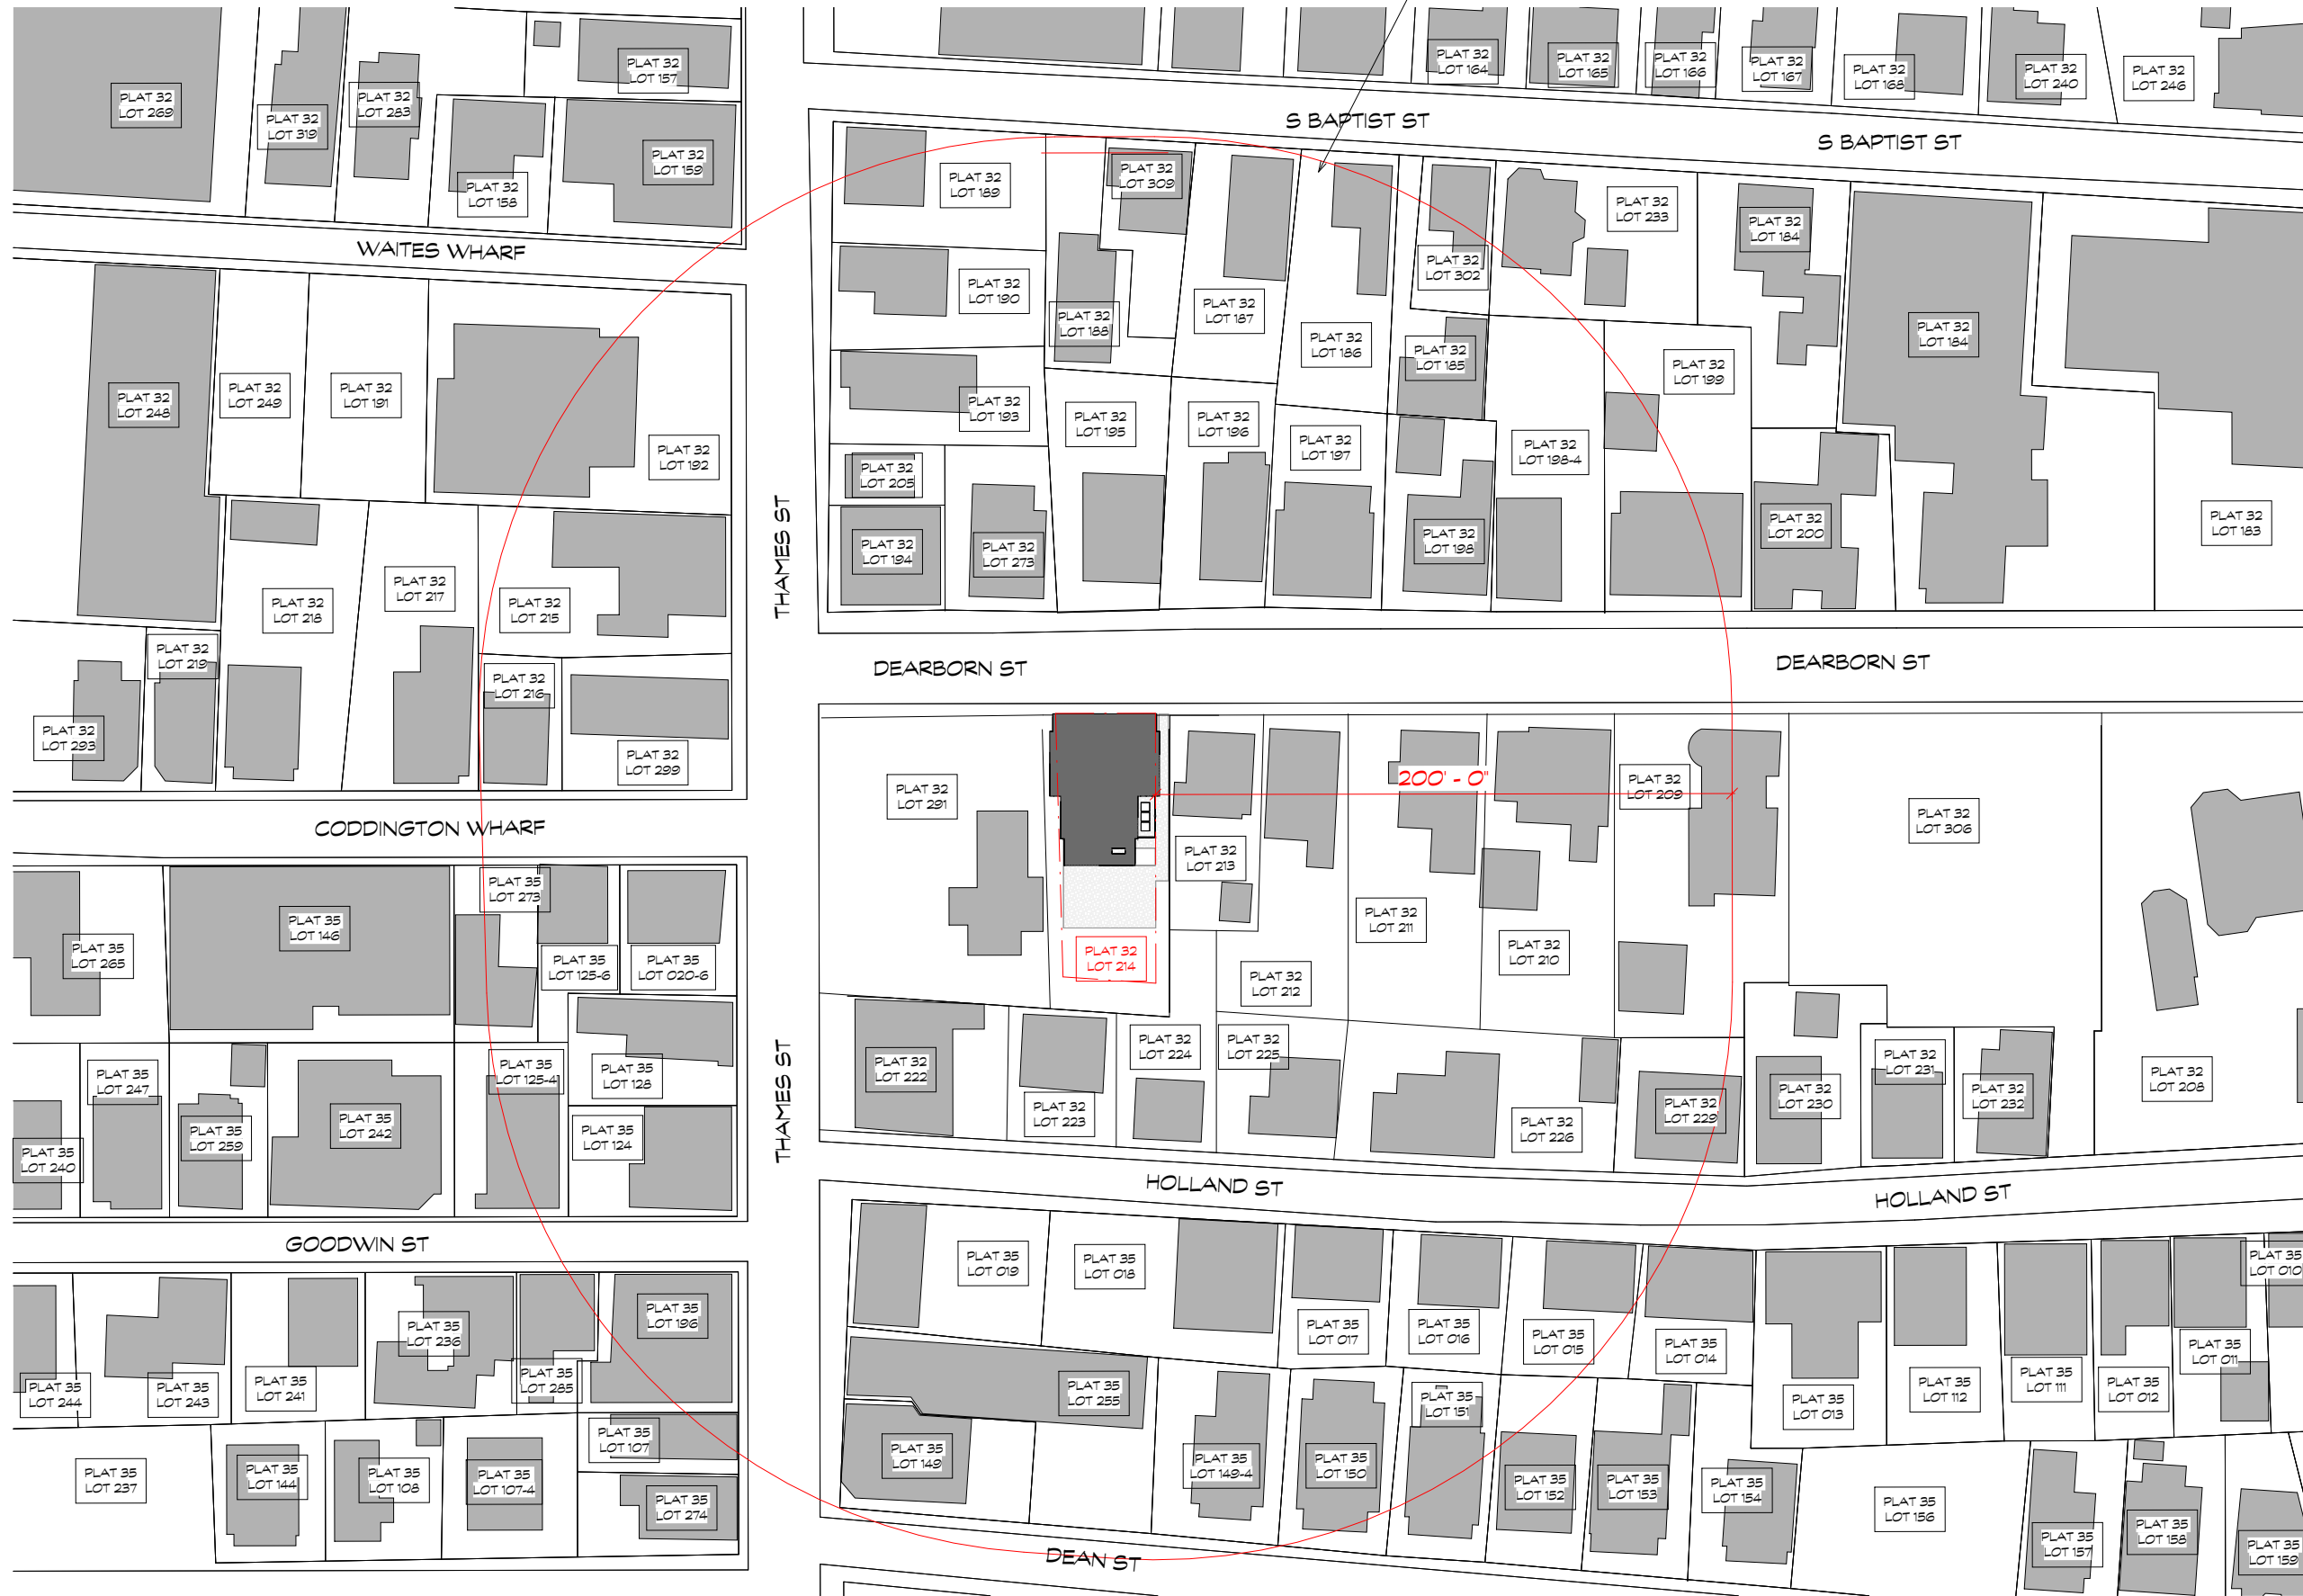 PLAT 32
LOT 269
PLAT 32
LOT 319
PLAT 32
LOT 283
PLAT 32
LOT 157
PLAT 32
LOT 158
PLAT 32
LOT 159
PLAT 32
LOT 164
PLAT 32
LOT 165
PLAT 32
LOT 166
PLAT 32
LOT 167
PLAT 32
LOT 168
PLAT 32
LOT 240
PLAT 32
LOT 246
S BAPTIST ST
S BAPTIST ST
WAITES WHARF
PLAT 32
LOT 189
PLAT 32
LOT 309
PLAT 32
LOT 233
PLAT 32
LOT 184
PLAT 32
LOT 190
PLAT 32
LOT 188
PLAT 32
LOT 187
PLAT 32
LOT 186
PLAT 32
LOT 302
PLAT 32
LOT 185
PLAT 32
LOT 199
PLAT 32
LOT 184
PLAT 32
LOT 248
PLAT 32
LOT 249
PLAT 32
LOT 191
PLAT 32
LOT 192
PLAT 32
LOT 193
PLAT 32
LOT 195
PLAT 32
LOT 196
PLAT 32
LOT 197
PLAT 32
LOT 198-4
PLAT 32
LOT 205
PLAT 32
LOT 194
PLAT 32
LOT 273
PLAT 32
LOT 198
PLAT 32
LOT 200
PLAT 32
LOT 183
THAMES ST
PLAT 32
LOT 218
PLAT 32
LOT 217
PLAT 32
LOT 215
PLAT 32
LOT 219
PLAT 32
LOT 216
PLAT 32
LOT 293
PLAT 32
LOT 299
DEARBORN ST
DEARBORN ST
PLAT 32
LOT 291
200' - 0"
PLAT 32
LOT 209
PLAT 32
LOT 306
PLAT 32
LOT 213
CODDINGTON WHARF
PLAT 35
LOT 273
PLAT 35
LOT 146
PLAT 35
LOT 265
PLAT 35
LOT 125-6
PLAT 35
LOT 020-6
PLAT 32
LOT 214
PLAT 32
LOT 212
PLAT 32
LOT 211
PLAT 32
LOT 210
PLAT 35
LOT 247
PLAT 35
LOT 125-4
PLAT 35
LOT 128
PLAT 35
LOT 240
PLAT 35
LOT 259
PLAT 35
LOT 242
PLAT 35
LOT 124
THAMES ST
PLAT 32
LOT 222
PLAT 32
LOT 223
PLAT 32
LOT 224
PLAT 32
LOT 225
PLAT 32
LOT 226
PLAT 32
LOT 229
PLAT 32
LOT 230
PLAT 32
LOT 231
PLAT 32
LOT 232
PLAT 32
LOT 208
HOLLAND ST
HOLLAND ST
GOODWIN ST
PLAT 35
LOT 244
PLAT 35
LOT 243
PLAT 35
LOT 241
PLAT 35
LOT 236
PLAT 35
LOT 285
PLAT 35
LOT 196
PLAT 35
LOT 019
PLAT 35
LOT 018
PLAT 35
LOT 017
PLAT 35
LOT 016
PLAT 35
LOT 015
PLAT 35
LOT 014
PLAT 35
LOT 013
PLAT 35
LOT 112
PLAT 35
LOT 111
PLAT 35
LOT 012
PLAT 35
LOT 011
PLAT 35
LOT 010
PLAT 35
LOT 237
PLAT 35
LOT 144
PLAT 35
LOT 108
PLAT 35
LOT 107-4
PLAT 35
LOT 107
PLAT 35
LOT 274
PLAT 35
LOT 255
PLAT 35
LOT 149
PLAT 35
LOT 149-4
PLAT 35
LOT 150
PLAT 35
LOT 151
PLAT 35
LOT 152
PLAT 35
LOT 153
PLAT 35
LOT 154
PLAT 35
LOT 156
PLAT 35
LOT 157
PLAT 35
LOT 158
PLAT 35
LOT 159
DEAN ST